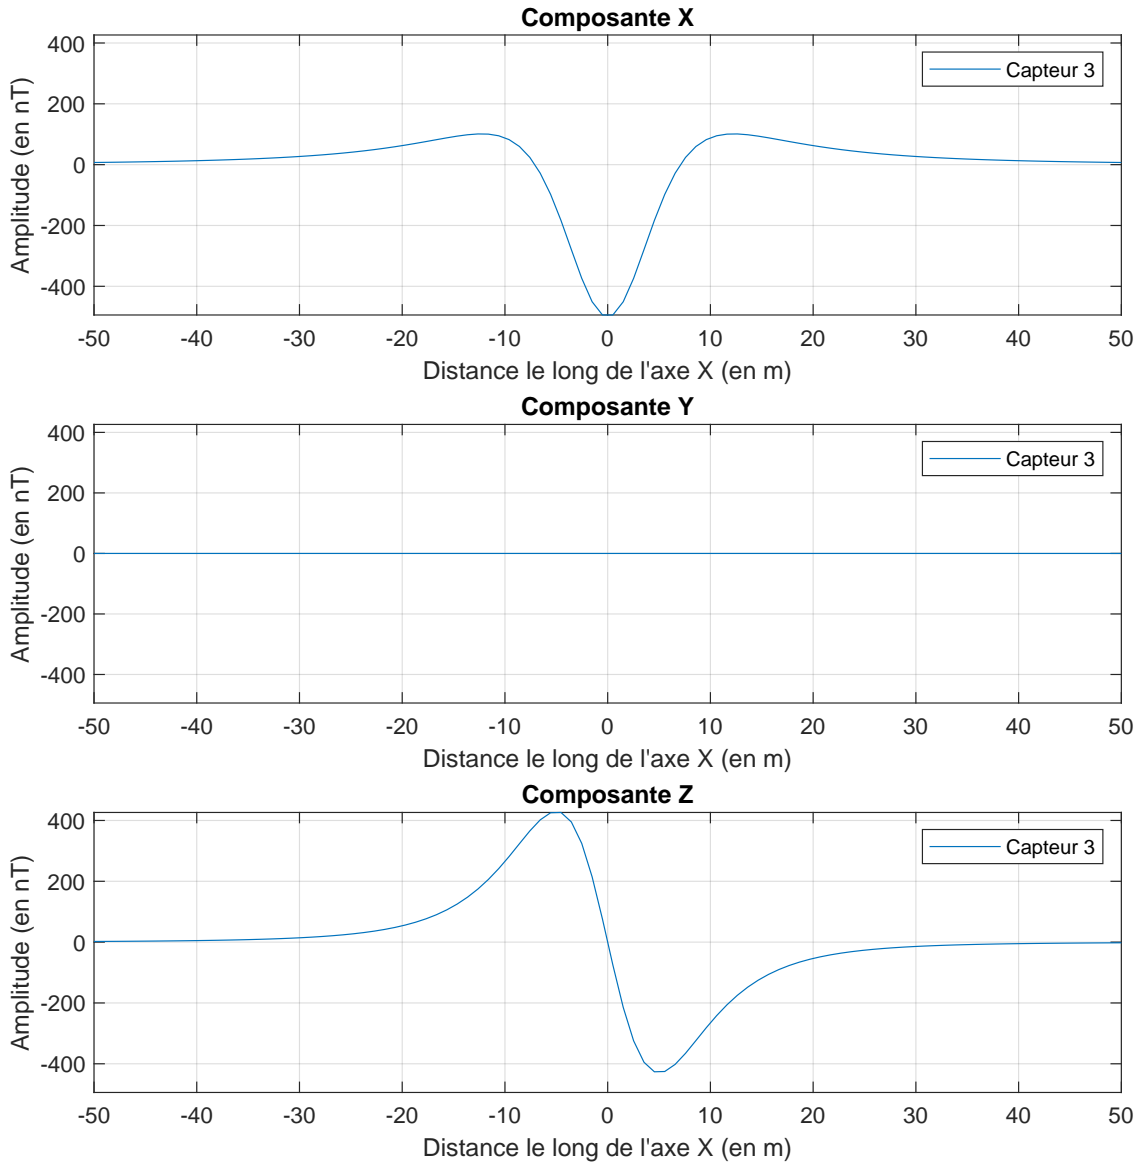 Composante X
400
200
0
-200
-400
Amplitude (en nT)
Capteur 3
-50 -40 -30 -20 -10 0 10 20 30 40 50
Distance le long de l'axe X (en m)
Composante Y
400
200
0
-200
-400
Amplitude (en nT)
Capteur 3
-50 -40 -30 -20 -10 0 10 20 30 40 50
Distance le long de l'axe X (en m)
Composante Z
400
200
0
-200
-400
Amplitude (en nT)
Capteur 3
-50 -40 -30 -20 -10 0 10 20 30 40 50
Distance le long de l'axe X (en m)